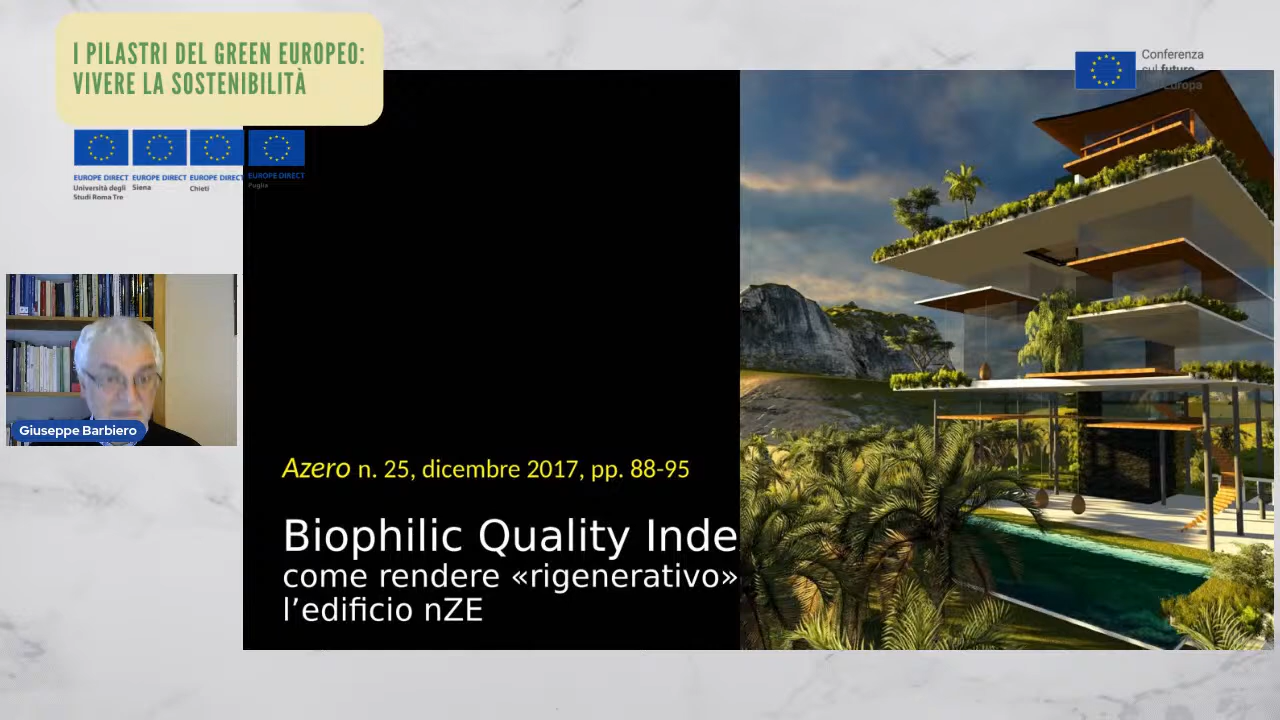 I PILASTRI DEL GREEN EUROPEO:
VIVERE LA SOSTENIBILITÀ
Conferenza
sul futuro
Europa
EUROPE DIRECT
Università degli
Studi Roma Tre
EUROPE DIRECT
Siena
EUROPE DIRECT
Chieti
EUROPE DIRECT
Puglia
Giuseppe Barbiero
Azero n. 25, dicembre 2017, pp. 88-95
Biophilic Quality Inde
come rendere «rigenerativo»
l’edificio nZE